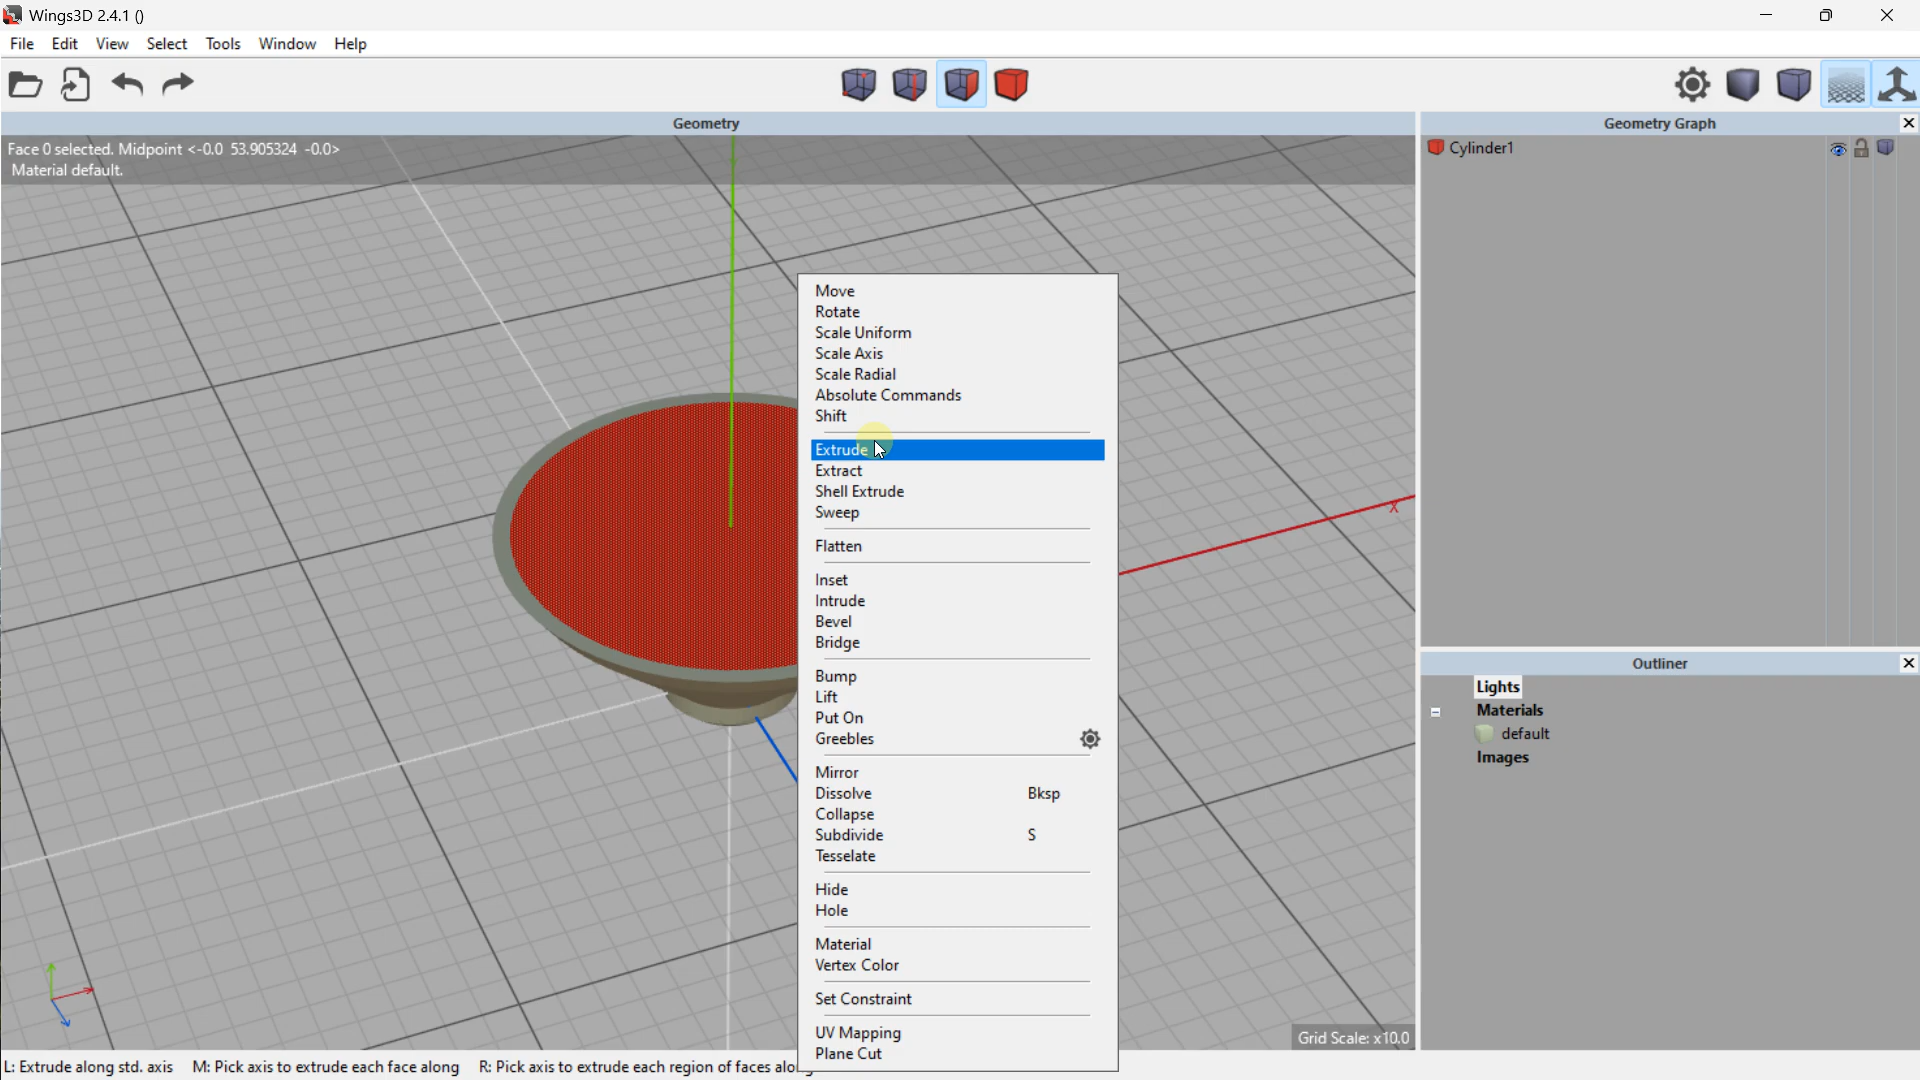 Wings3D 2.4.1 ()
File Edit View Select Tools Window Help
Geometry
Face 0 selected. Midpoint <-0.0 53.905324 -0.0>
Material default.
X
Move
Rotate
Scale Uniform
Scale Axis
Scale Radial
Absolute Commands
Shift
Extrude
Extract
Shell Extrude
Sweep
Flatten
Inset
Intrude
Bevel
Bridge
Bump
Lift
Put On
Greebles
Mirror
Dissolve Bksp
Collapse
Subdivide S
Tesselate
Hide
Hole
Material
Vertex Color
Set Constraint
UV Mapping
Plane Cut
Grid Scale: x10.0
L: Extrude along std. axis M: Pick axis to extrude each face along R: Pick axis to extrude each region of faces
Geometry Graph
Cylinder1
Outliner
Lights
Materials
default
Images